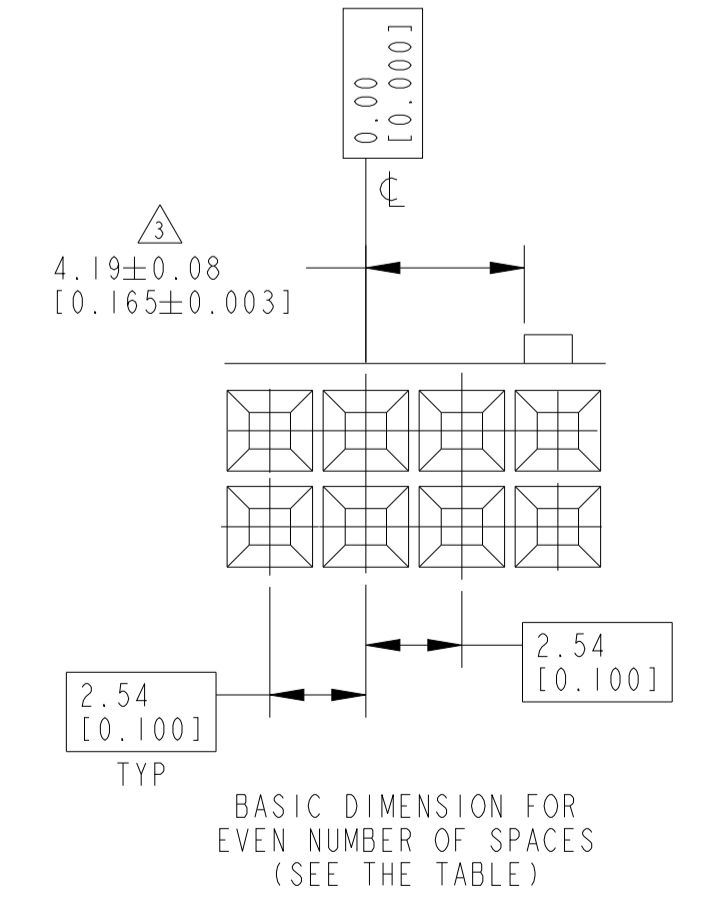 0.00
[0.000]
℄
3
4.19±0.08
[0.165±0.003]
2.54
[0.100]
2.54
[0.100]
TYP
BASIC DIMENSION FOR
EVEN NUMBER OF SPACES
(SEE THE TABLE)